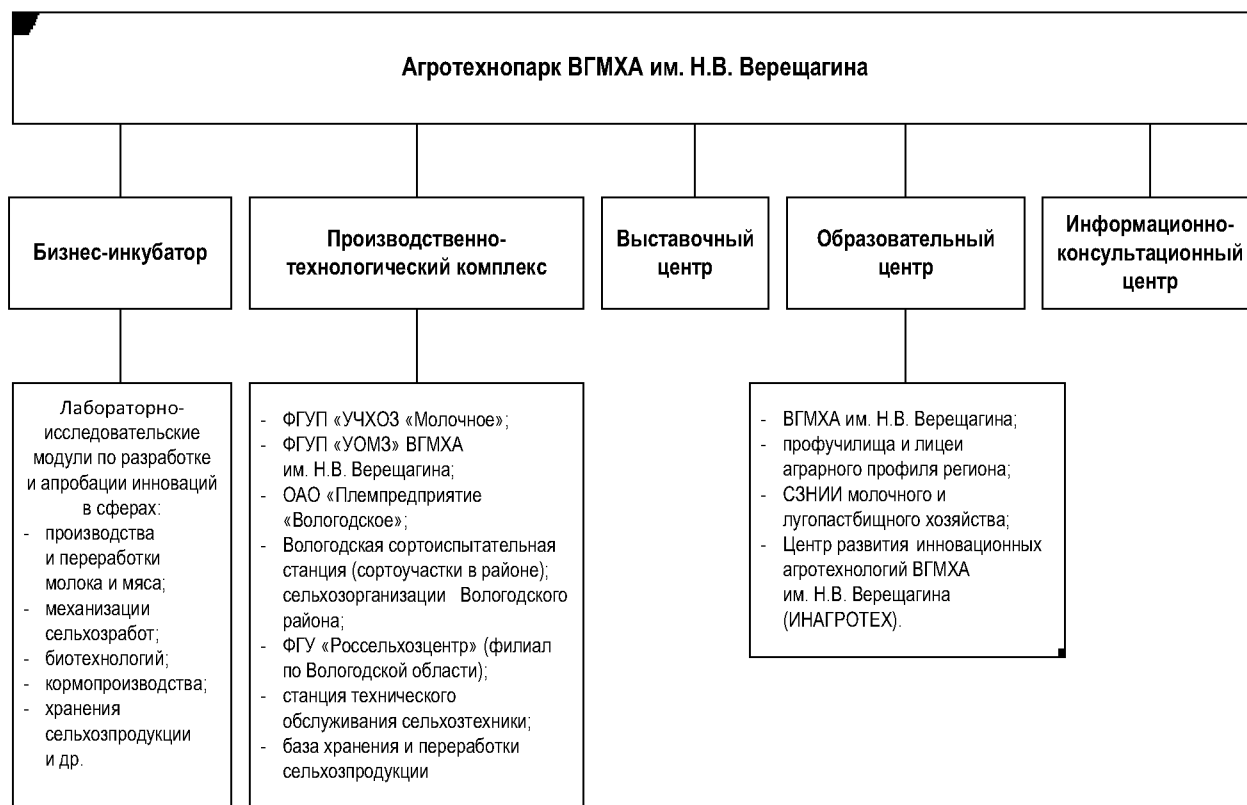 Агротехнопарк ВГМХА им. Н.В. Верещагина
Бизнес-инкубатор
Производственно-
технологический комплекс
Выставочный
центр
Образовательный
центр
Информационно-
консультационный
центр
Лабораторно-
исследовательские
модули по разработке
и апробации инноваций
в сферах:
- производства
и переработки
молока и мяса;
- механизации
сельхозработ;
- биотехнологий;
- кормопроизводства;
- хранения
сельхозпродукции
и др.
- ФГУП «УЧХОЗ «Молочное»;
- ФГУП «УОМЗ» ВГМХА
им. Н.В. Верещагина;
- ОАО «Племпредприятие
«Вологодское»;
- Вологодская сортоиспытательная
станция (сортоучастки в районе);
- сельхозорганизации Вологодского
района;
- ФГУ «Россельхозцентр» (филиал
по Вологодской области);
- станция технического
обслуживания сельхозтехники;
- база хранения и переработки
сельхозпродукции
- ВГМХА им. Н.В. Верещагина;
- профучилища и лицеи
аграрного профиля региона;
- СЗНИИ молочного и
лугопастбищного хозяйства;
- Центр развития инновационных
агротехнологий ВГМХА
им. Н.В. Верещагина
(ИНАГРОТЕХ).